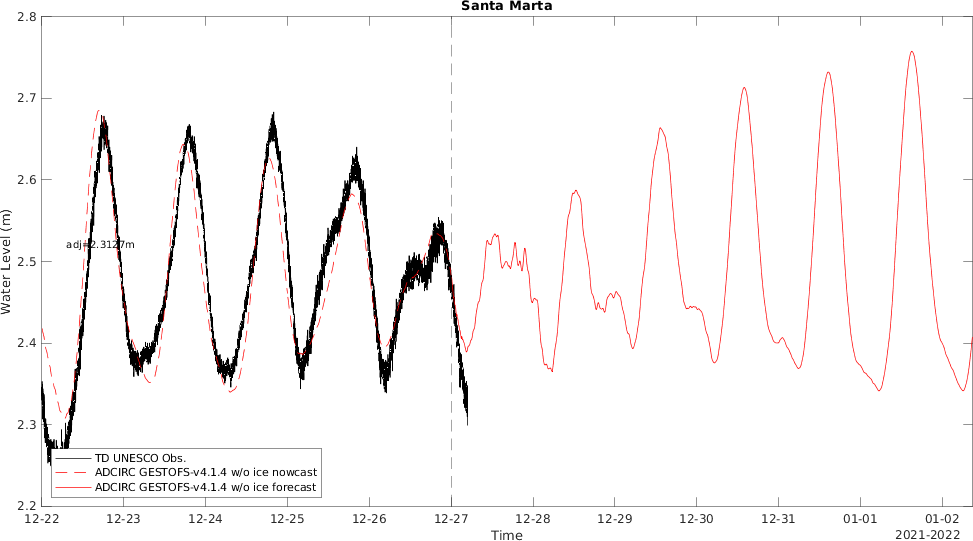 Santa Marta
2.8
2.7
2.6
2.5
2.4
2.3
2.2
Water Level (m)
adj=2.3127m
TD UNESCO Obs.
ADCIRC GESTOFS-v4.1.4 w/o ice nowcast
ADCIRC GESTOFS-v4.1.4 w/o ice forecast
12-22 12-23 12-24 12-25 12-26 12-27 12-28 12-29 12-30 12-31 01-01 01-02
Time
2021-2022